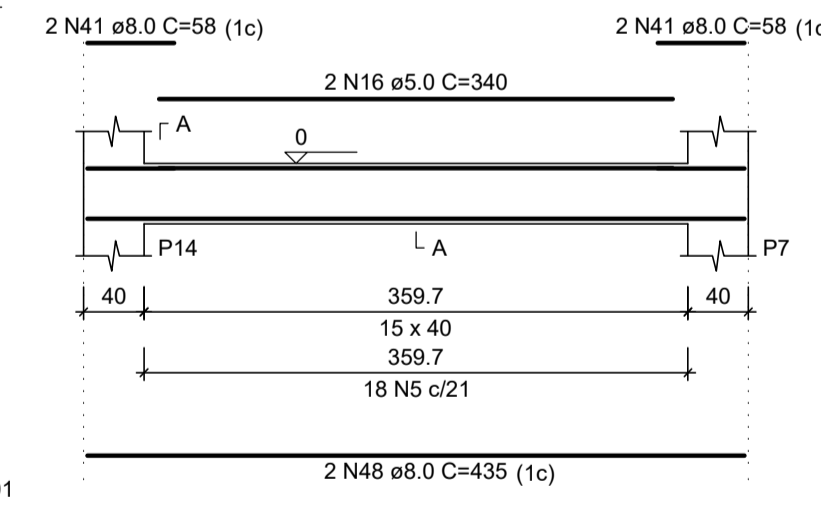 2 N41 ø8.0 C=58 (1c) 2 N41 ø8.0 C=58 (1c
2 N16 ø5.0 C=340
A
0
P14 A P7
40 359.7 40
15 x 40
359.7
18 N5 c/21
2 N48 ø8.0 C=435 (1c)